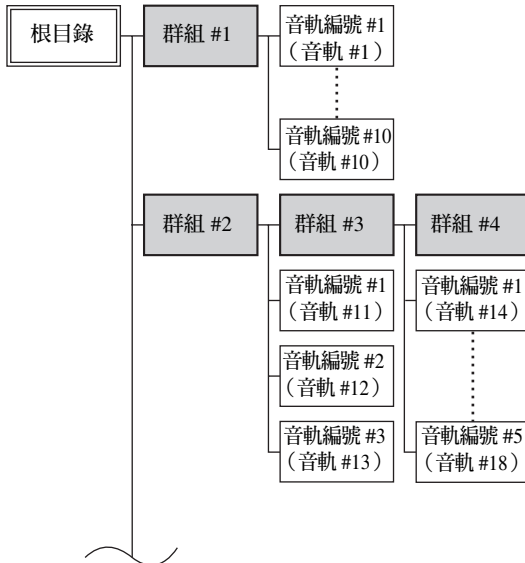 根目錄
群組 #1
音軌編號 #1
（音軌 #1）
音軌編號 #10
（音軌 #10）
群組 #2
群組 #3
群組 #4
音軌編號 #1
（音軌 #11）
音軌編號 #1
（音軌 #14）
音軌編號 #2
（音軌 #12）
音軌編號 #3
（音軌 #13）
音軌編號 #5
（音軌 #18）